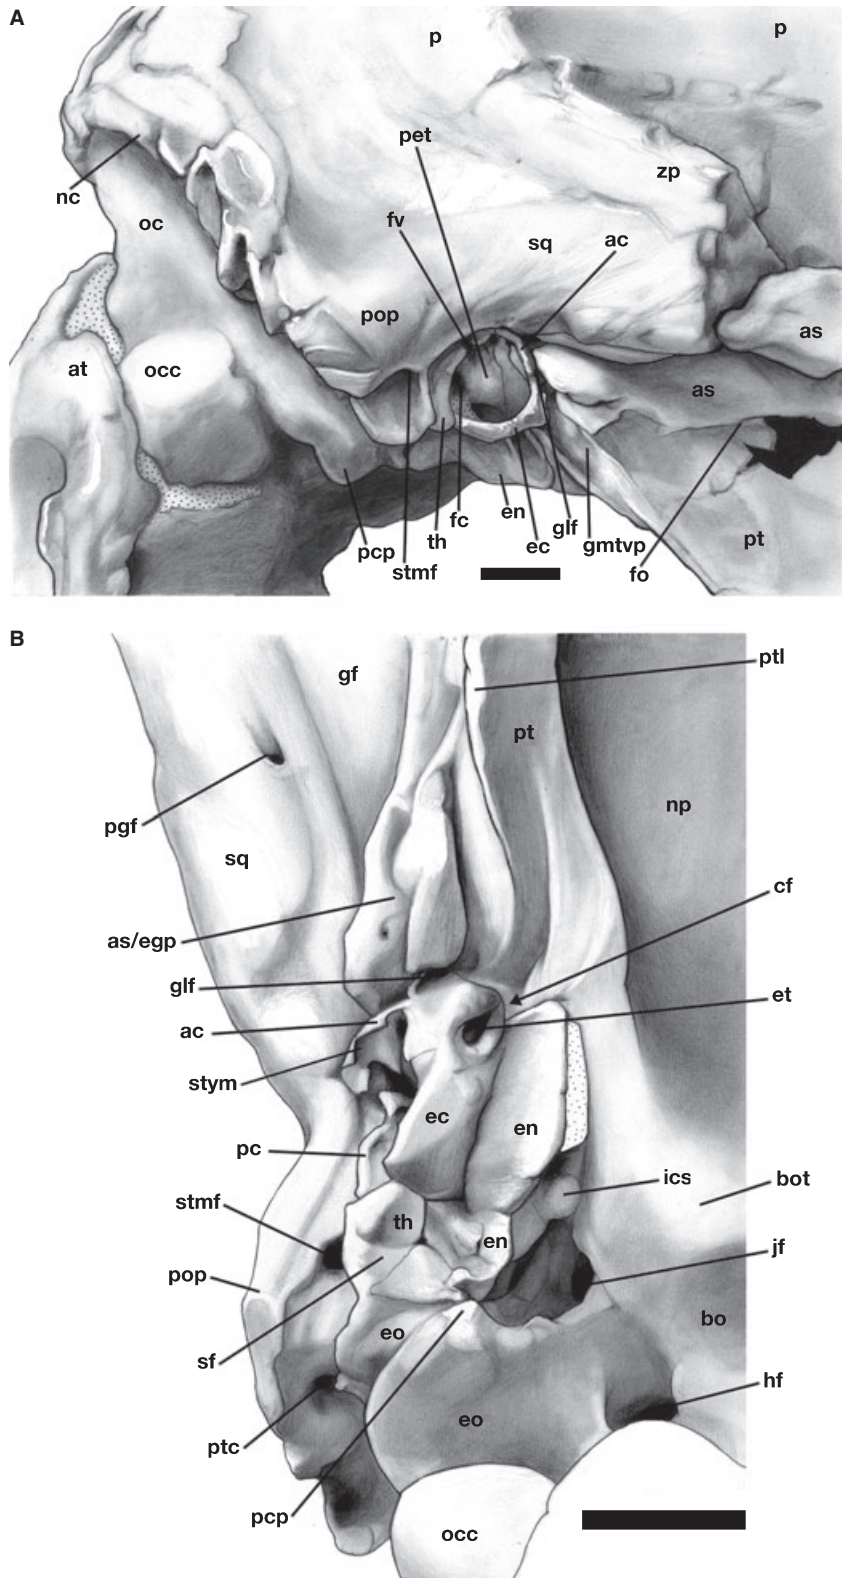 A
p
p
pet
zp
nc
oc
fv
sq
ac
pop
as
at
occ
as
fc
en
glf
th
ec
gmtvp
pt
pcp
stmf
fo
B
ptl
gf
pt
np
pgf
sq
cf
as/egp
glf
et
ac
stym
ec
en
pc
ics
bot
stmf
th
en
jf
pop
bo
eo
sf
hf
eo
ptc
pcp
occ